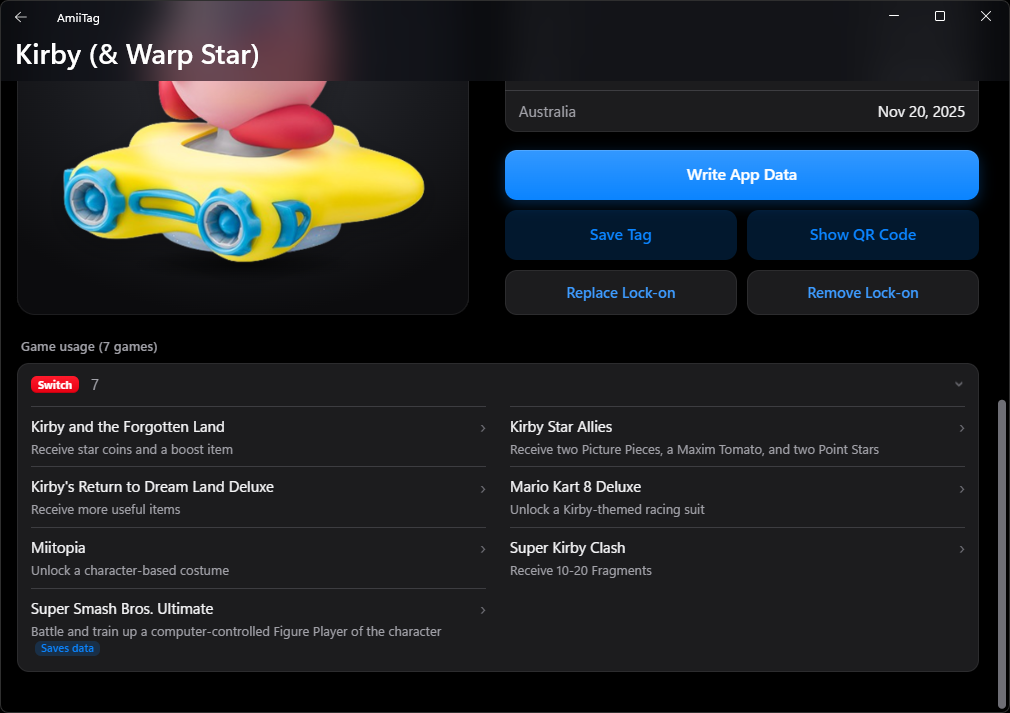 AmiiTag
Kirby (& Warp Star)
Australia
Nov 20, 2025
Write App Data
Save Tag
Show QR Code
Replace Lock-on
Remove Lock-on
Game usage (7 games)
Switch 7
Kirby and the Forgotten Land
Receive star coins and a boost item
Kirby Star Allies
Receive two Picture Pieces, a Maxim Tomato, and two Point Stars
Kirby's Return to Dream Land Deluxe
Receive more useful items
Mario Kart 8 Deluxe
Unlock a Kirby-themed racing suit
Miitopia
Unlock a character-based costume
Super Kirby Clash
Receive 10-20 Fragments
Super Smash Bros. Ultimate
Battle and train up a computer-controlled Figure Player of the character
Saves data